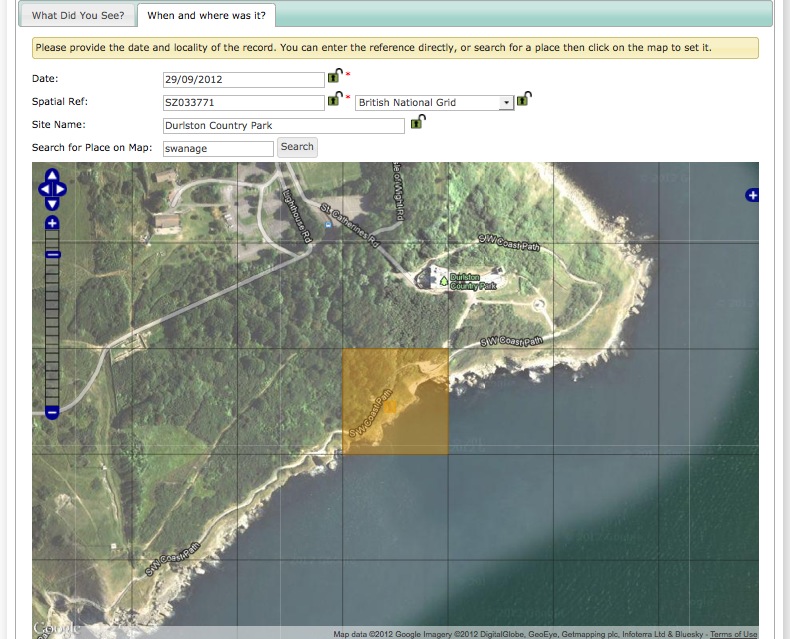 What Did You See? When and where was it?
Please provide the date and locality of the record. You can enter the reference directly, or search for a place then click on the map to set it.
Date: 29/09/2012 *
Spatial Ref: SZ033771 * British National Grid
Site Name: Durlston Country Park
Search for Place on Map: swanage Search
Lighthouse Rd
St. Catherines Rd
Isle of Wight Rd
S W Coast Path
Durlston
Country Park
S W Coast Path
S W Coast Path
S W Coast Path
Google
Map data ©2012 Google Imagery ©2012 DigitalGlobe, GeoEye, Getmapping plc, Infoterra Ltd & Bluesky - Terms of Use